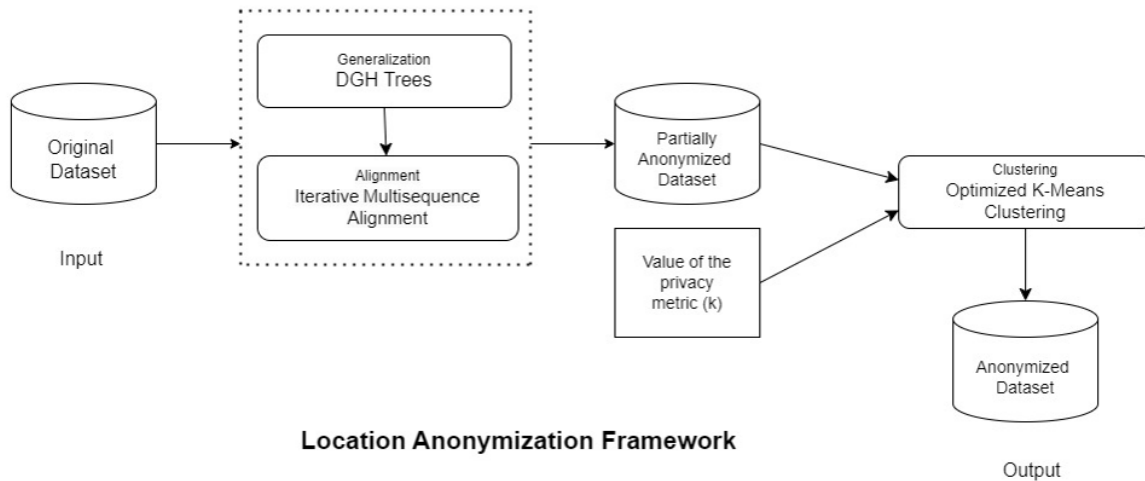 Original
Dataset
Input
Generalization
DGH Trees
Alignment
Iterative Multisequence
Alignment
Partially
Anonymized
Dataset
Value of the
privacy
metric (k)
Clustering
Optimized K-Means
Clustering
Anonymized
Dataset
Output
Location Anonymization Framework